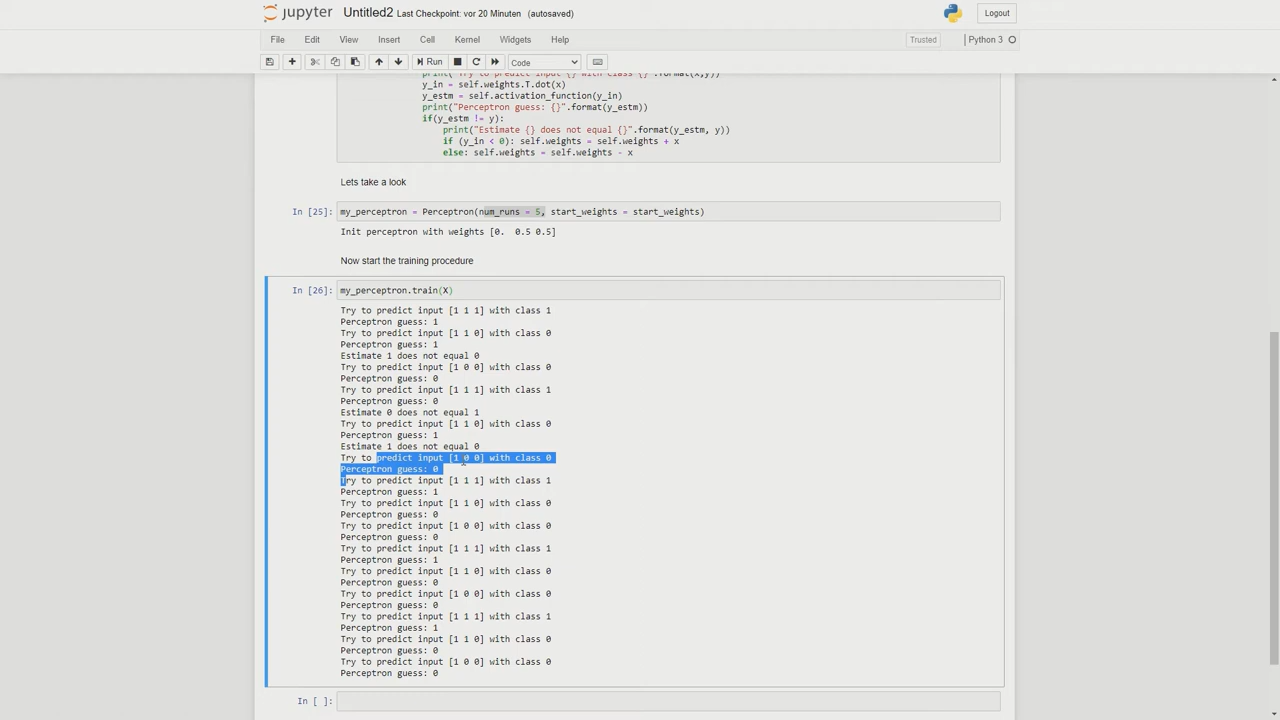 jupyter Untitled2 Last Checkpoint: vor 20 Minuten (autosaved) Logout
File Edit View Insert Cell Kernel Widgets Help Trusted Python 3
Run Code
print("Try to predict input {} with class {}".format(x,y))
y_in = self.weights.T.dot(x)
y_estm = self.activation_function(y_in)
print("Perceptron guess: {}".format(y_estm))
if(y_estm != y):
print("Estimate {} does not equal {}".format(y_estm, y))
if (y_in < 0): self.weights = self.weights + x
else: self.weights = self.weights - x
Lets take a look
In [25]: my_perceptron = Perceptron(num_runs = 5, start_weights = start_weights)
Init perceptron with weights [0.  0.5 0.5]
Now start the training procedure
In [26]: my_perceptron.train(X)
Try to predict input [1 1 1] with class 1
Perceptron guess: 1
Try to predict input [1 1 0] with class 0
Perceptron guess: 1
Estimate 1 does not equal 0
Try to predict input [1 0 0] with class 0
Perceptron guess: 0
Try to predict input [1 1 1] with class 1
Perceptron guess: 0
Estimate 0 does not equal 1
Try to predict input [1 1 0] with class 0
Perceptron guess: 1
Estimate 1 does not equal 0
Try to predict input [1 0 0] with class 0
Perceptron guess: 0
Try to predict input [1 1 1] with class 1
Perceptron guess: 1
Try to predict input [1 1 0] with class 0
Perceptron guess: 0
Try to predict input [1 0 0] with class 0
Perceptron guess: 0
Try to predict input [1 1 1] with class 1
Perceptron guess: 1
Try to predict input [1 1 0] with class 0
Perceptron guess: 0
Try to predict input [1 0 0] with class 0
Perceptron guess: 0
Try to predict input [1 1 1] with class 1
Perceptron guess: 1
Try to predict input [1 1 0] with class 0
Perceptron guess: 0
Try to predict input [1 0 0] with class 0
Perceptron guess: 0
In [ ]: